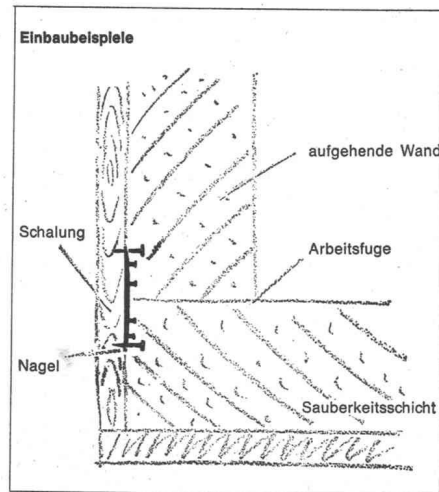 Einbaubeispiele
aufgehende Wand
Schalung
Arbeitsfuge
Nagel
Sauberkeitsschicht